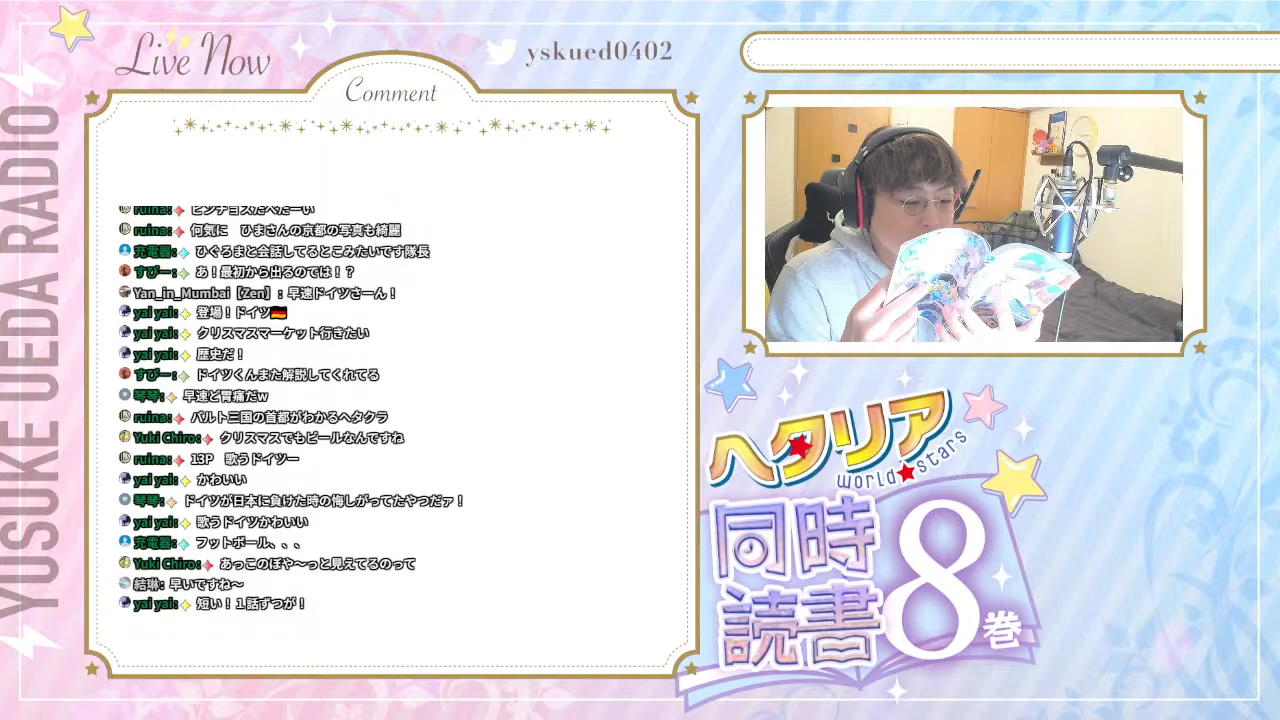 YUSUKE UEDA RADIO
Live Now
yskued0402
Comment
ruina: ピンチョスたべたーい
ruina: 何気に ひまさんの京都の写真も綺麗
充電器: ひぐるまと会話してるとこみたいです隊長
すぴー: あ！最初から出るのでは！？
Yan_in_Mumbai【Zen】: 早速ドイツさーん！
yai yai: 登場！ドイツ🇩🇪
yai yai: クリスマスマーケット行きたい
yai yai: 歴史だ！
すぴー: ドイツくんまた解説してくれてる
琴琴: 早速ど胃痛だw
ruina: バルト三国の首都がわかるヘタクラ
Yuki Chiro: クリスマスでもビールなんですね
ruina: 13P 歌うドイツー
yai yai: かわいい
琴琴: ドイツが日本に負けた時の悔しがってたやつだァ！
yai yai: 歌うドイツかわいい
充電器: フットボール、、、
Yuki Chiro: あっこのぼや〜っと見えてるのって
結琳: 早いですね〜
yai yai: 短い！１話ずつが！
ヘタリア
world★stars
同時
読書
8巻